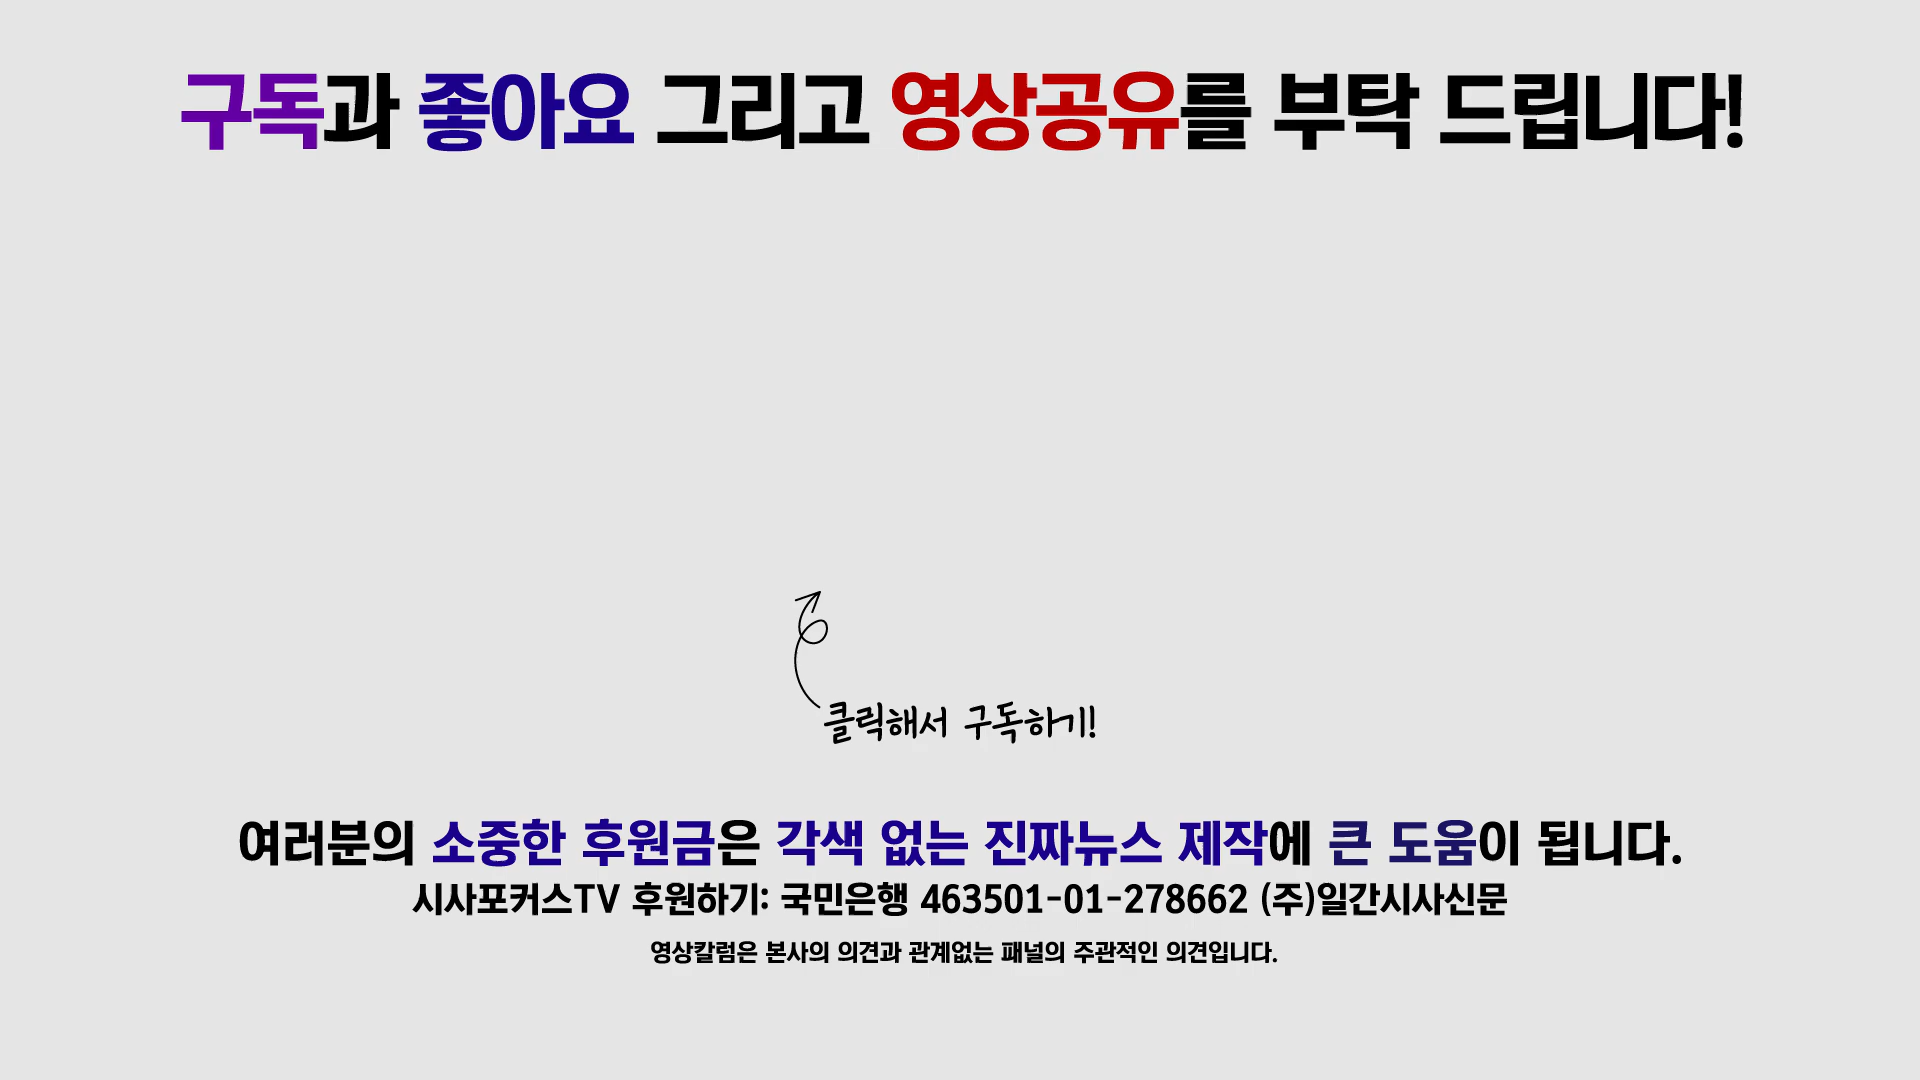 구독과 좋아요 그리고 영상공유를 부탁 드립니다!
클릭해서 구독하기!
여러분의 소중한 후원금은 각색 없는 진짜뉴스 제작에 큰 도움이 됩니다.
시사포커스TV 후원하기: 국민은행 463501-01-278662 (주)일간시사신문
영상칼럼은 본사의 의견과 관계없는 패널의 주관적인 의견입니다.